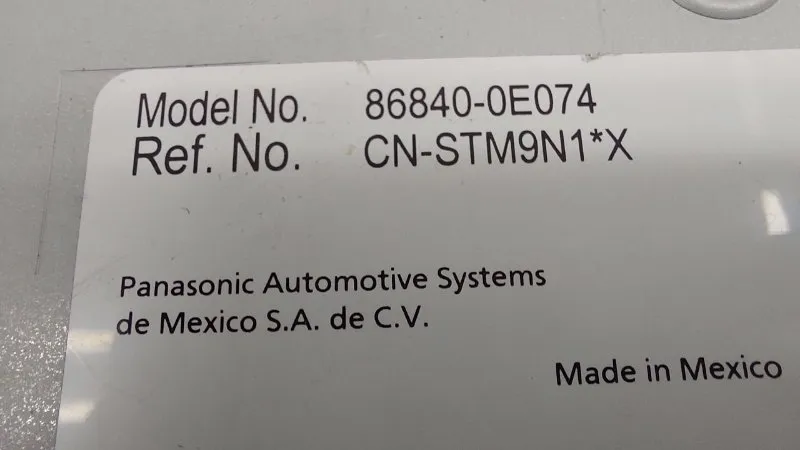 Model No. 86840-0E074
Ref. No. CN-STM9N1*X
Panasonic Automotive Systems
de Mexico S.A. de C.V.
Made in Mexico